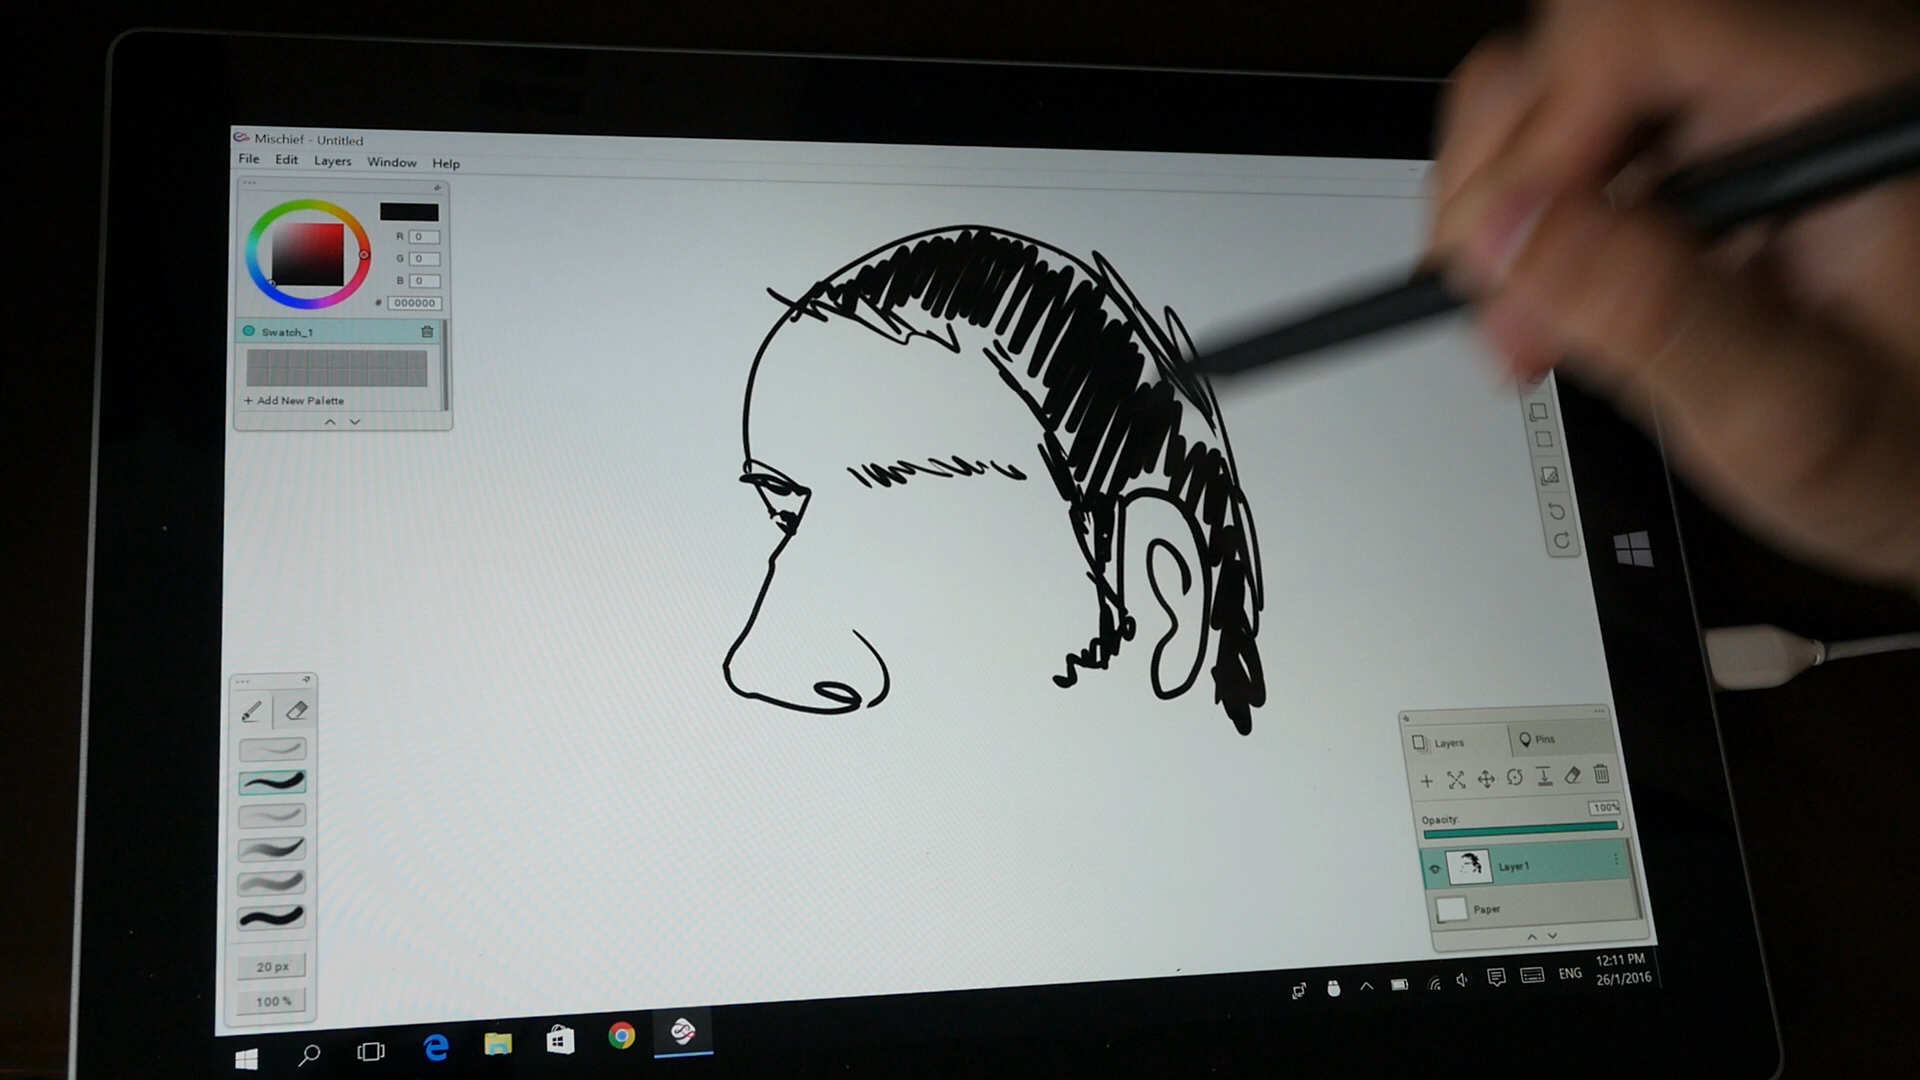 Mischief - Untitled
File Edit Layers Window Help
R 0
G 0
B 0
# 000000
Swatch_1
+ Add New Palette
20 px
100 %
Layers Pins
Opacity: 100%
Layer1
Paper
ENG
12:11 PM
26/1/2016